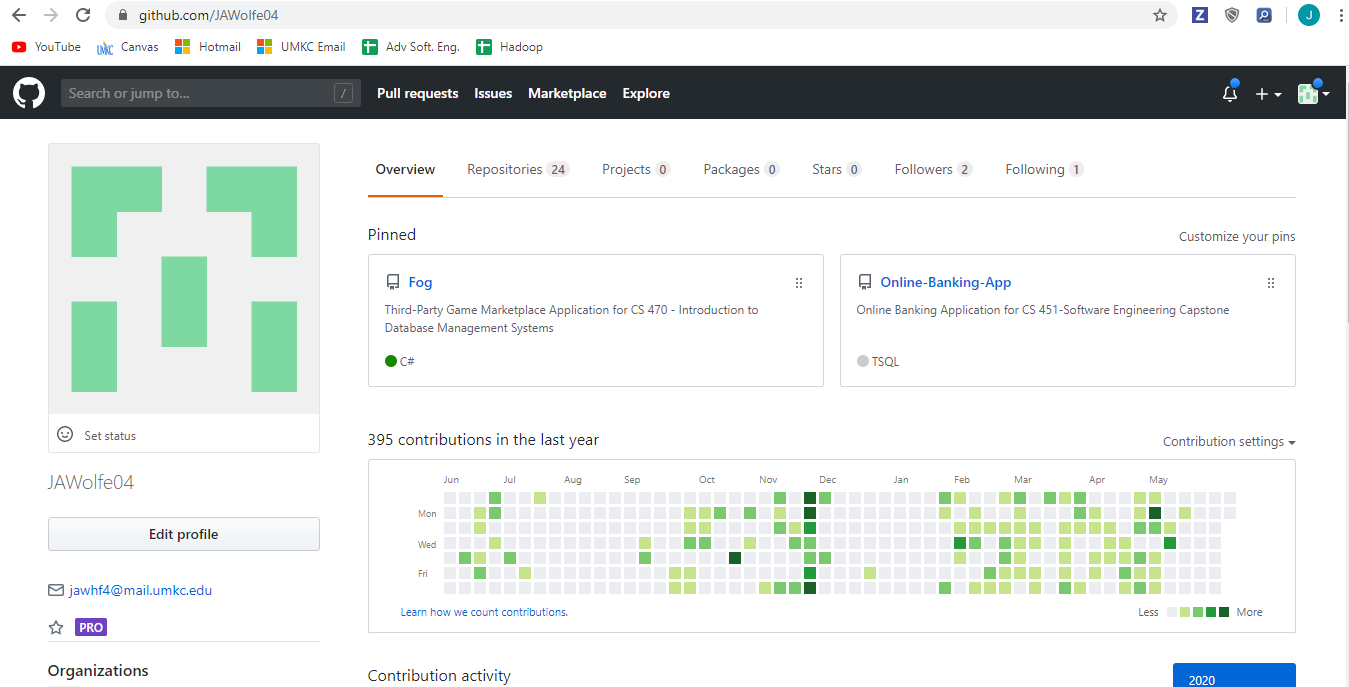 github.com/JAWolfe04
Z
J
YouTube Canvas Hotmail UMKC Email Adv Soft. Eng. Hadoop
Search or jump to... / Pull requests Issues Marketplace Explore
Overview Repositories 24 Projects 0 Packages 0 Stars 0 Followers 2 Following 1
Pinned
Customize your pins
Fog
Third-Party Game Marketplace Application for CS 470 - Introduction to
Database Management Systems
C#
Online-Banking-App
Online Banking Application for CS 451-Software Engineering Capstone
TSQL
Set status
JAWolfe04
Edit profile
jawhf4@mail.umkc.edu
PRO
Organizations
395 contributions in the last year
Contribution settings
Jun Jul Aug Sep Oct Nov Dec Jan Feb Mar Apr May
Mon
Wed
Fri
Learn how we count contributions.
Less More
Contribution activity
2020